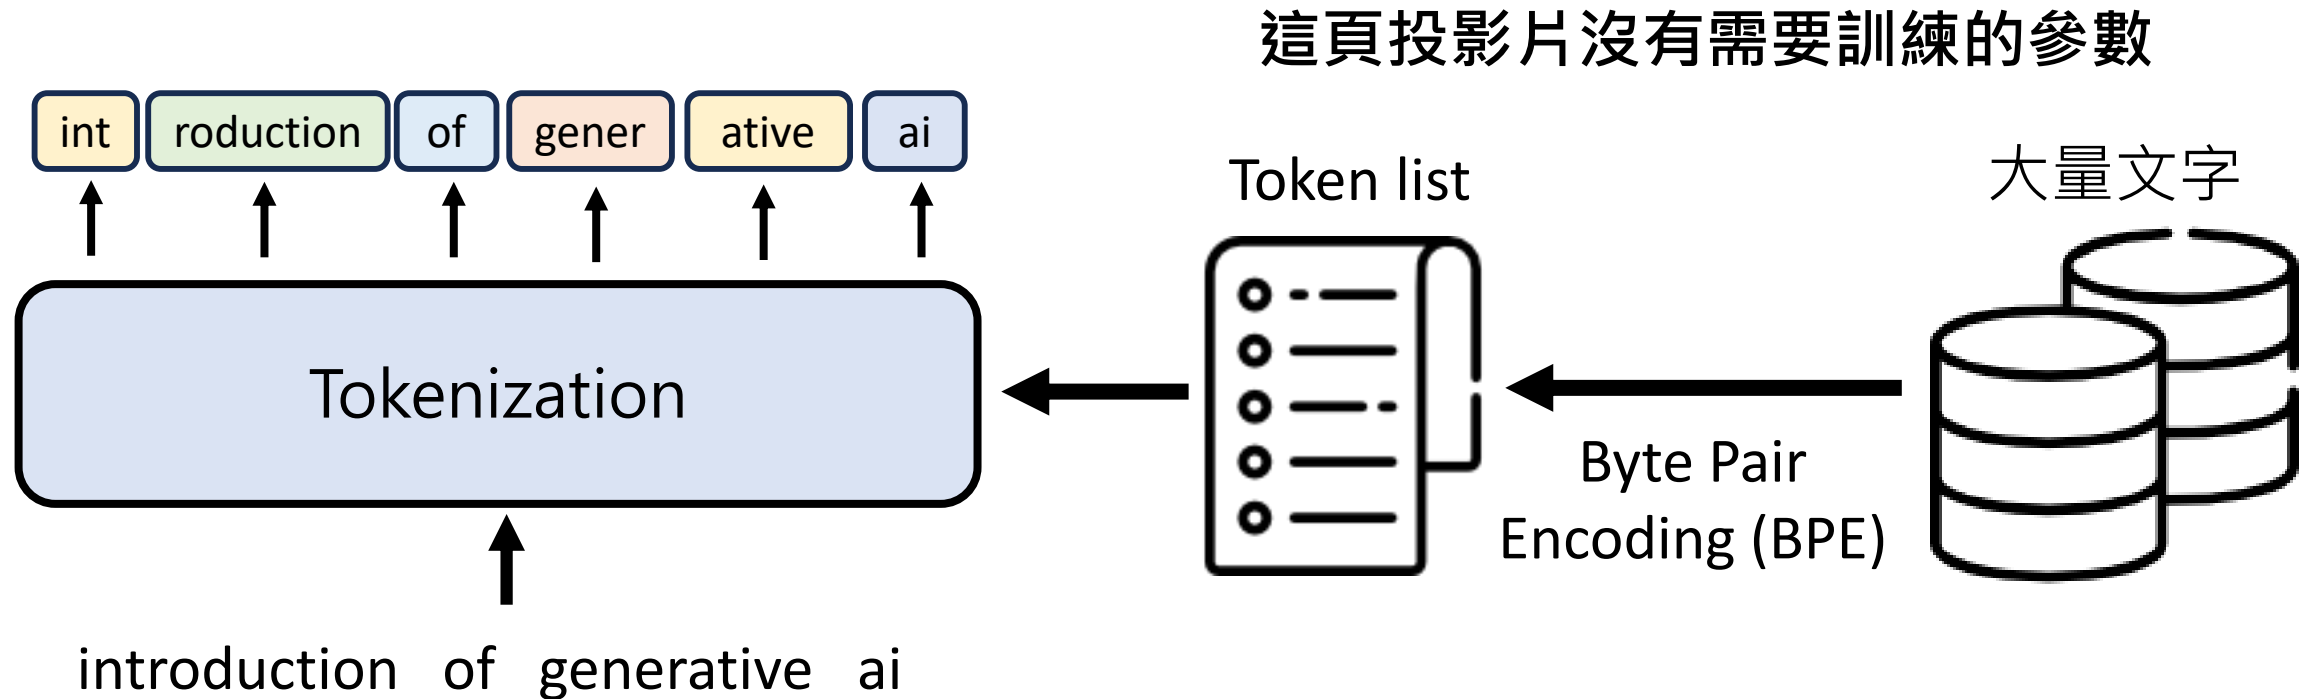 這頁投影片沒有需要訓練的參數
int roduction of gener ative ai
Token list
大量文字
Tokenization
Byte Pair
Encoding (BPE)
introduction of generative ai